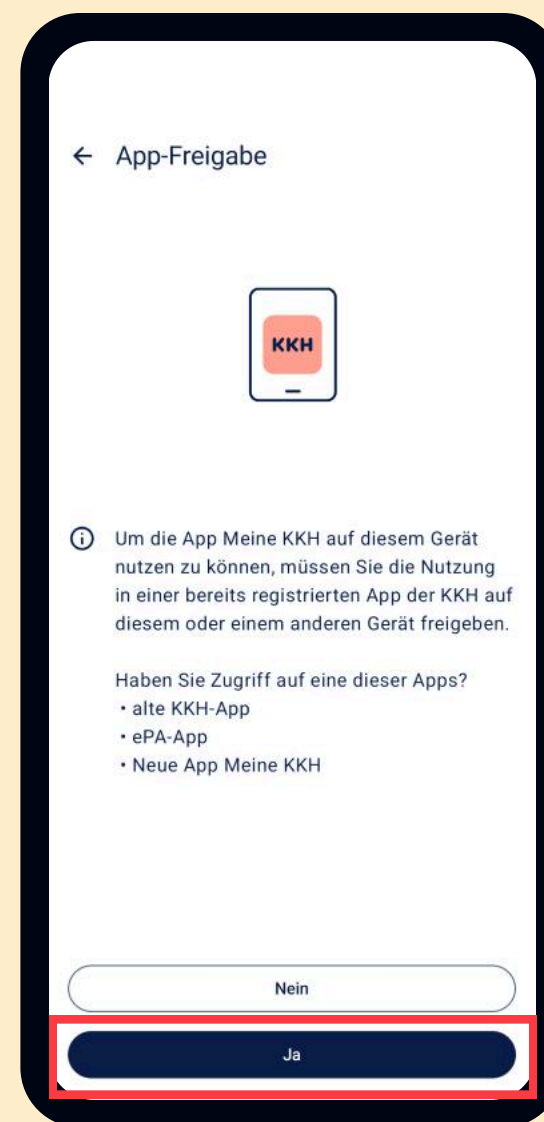 App-Freigabe
KKH
Um die App Meine KKH auf diesem Gerät
nutzen zu können, müssen Sie die Nutzung
in einer bereits registrierten App der KKH auf
diesem oder einem anderen Gerät freigeben.
Haben Sie Zugriff auf eine dieser Apps?
• alte KKH-App
• ePA-App
• Neue App Meine KKH
Nein
Ja